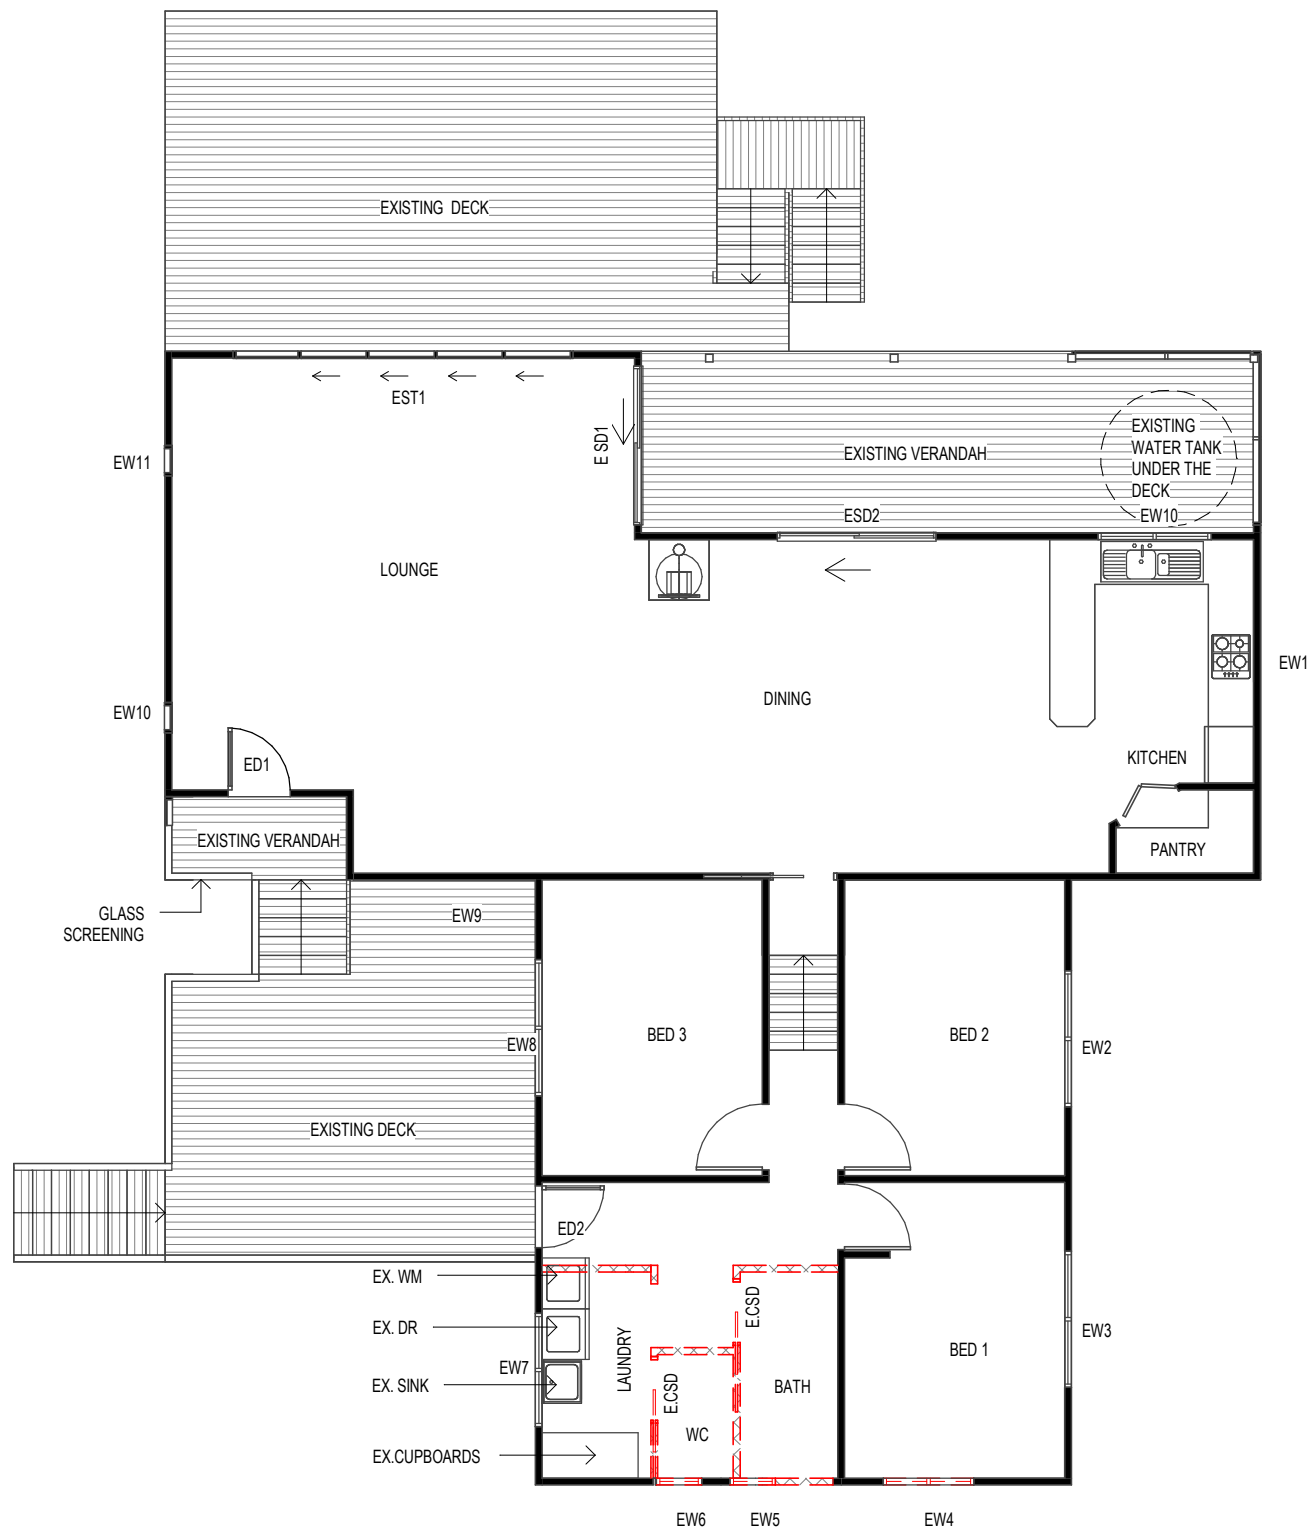 EXISTING DECK
EST1
E SD1
EW11
EXISTING VERANDAH
EXISTING
WATER TANK
UNDER THE
DECK
ESD2
EW10
LOUNGE
EW1
DINING
EW10
KITCHEN
ED1
EXISTING VERANDAH
PANTRY
GLASS
SCREENING
EW9
BED 3
BED 2
EW8
EW2
EXISTING DECK
ED2
EX. WM
E.CSD
EX. DR
EW3
LAUNDRY
BED 1
EW7
EX. SINK
E.CSD
BATH
WC
EX.CUPBOARDS
EW6
EW5
EW4